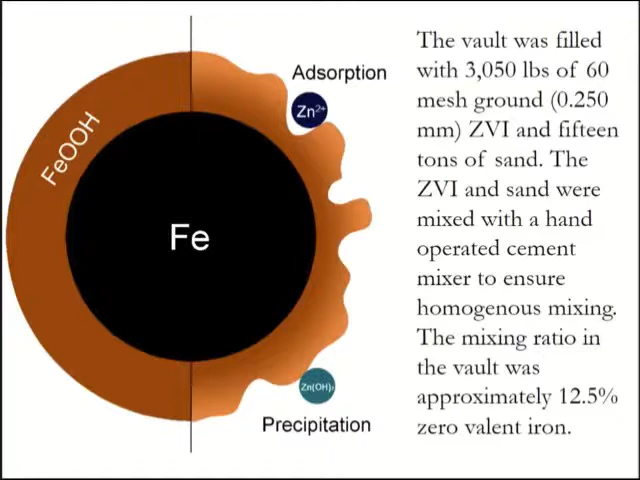 Adsorption
Zn2+
FeOOH
Fe
Zn(OH)2
Precipitation
The vault was filled
with 3,050 lbs of 60
mesh ground (0.250
mm) ZVI and fifteen
tons of sand. The
ZVI and sand were
mixed with a hand
operated cement
mixer to ensure
homogenous mixing.
The mixing ratio in
the vault was
approximately 12.5%
zero valent iron.